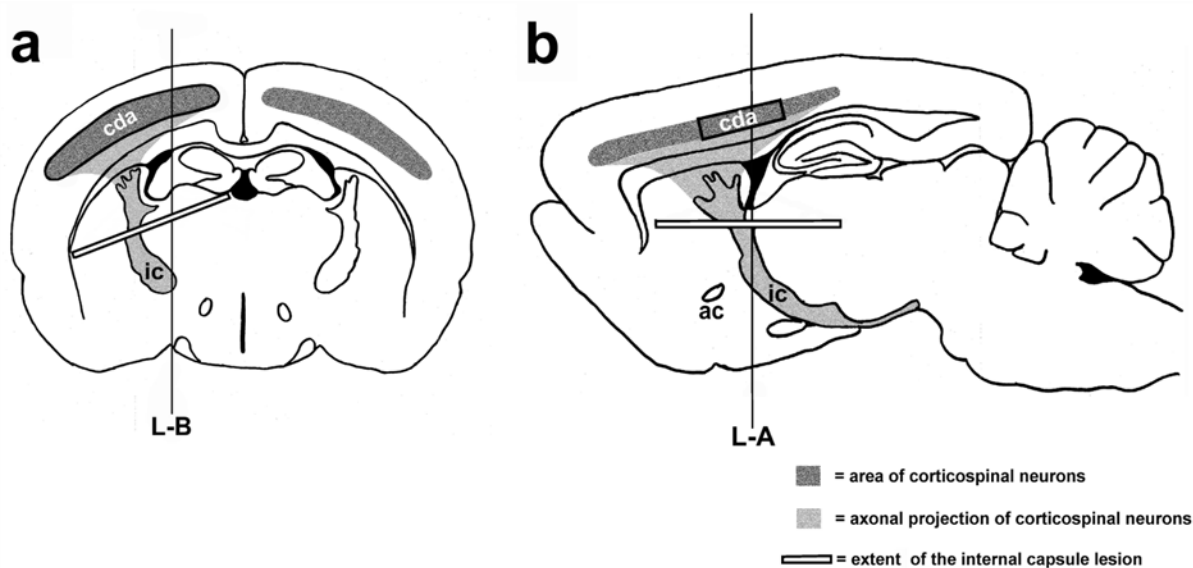 a
b
cda
cda
ic
ic
ac
L-B
L-A
= area of corticospinal neurons
= axonal projection of corticospinal neurons
= extent of the internal capsule lesion